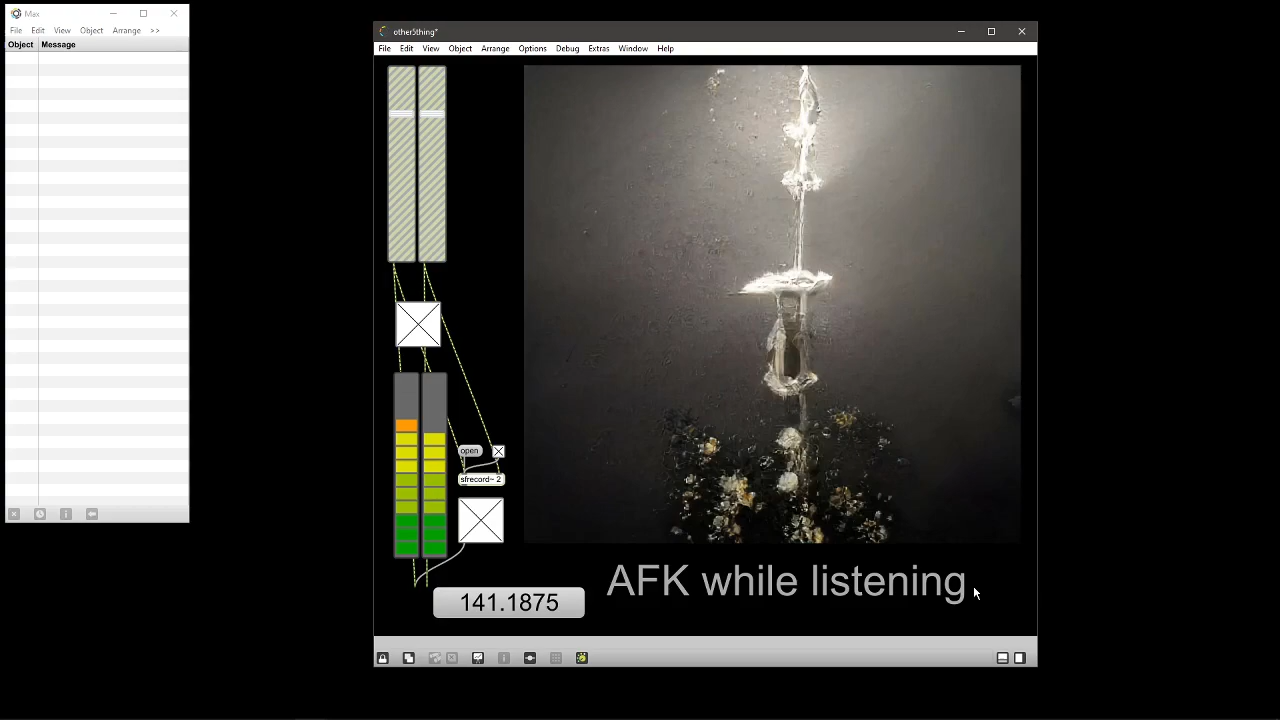 Max
File Edit View Object Arrange >>
Object Message
other5thing*
File Edit View Object Arrange Options Debug Extras Window Help
open
sfrecord~ 2
AFK while listening
141.1875